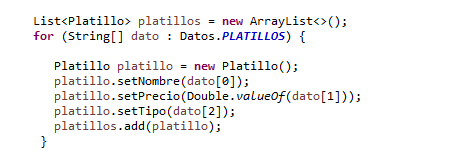 List<Platillo> platillos = new ArrayList<>();
for (String[] dato : Datos.PLATILLOS) {
Platillo platillo = new Platillo();
platillo.setNombre(dato[0]);
platillo.setPrecio(Double.valueOf(dato[1]));
platillo.setTipo(dato[2]);
platillos.add(platillo);
}